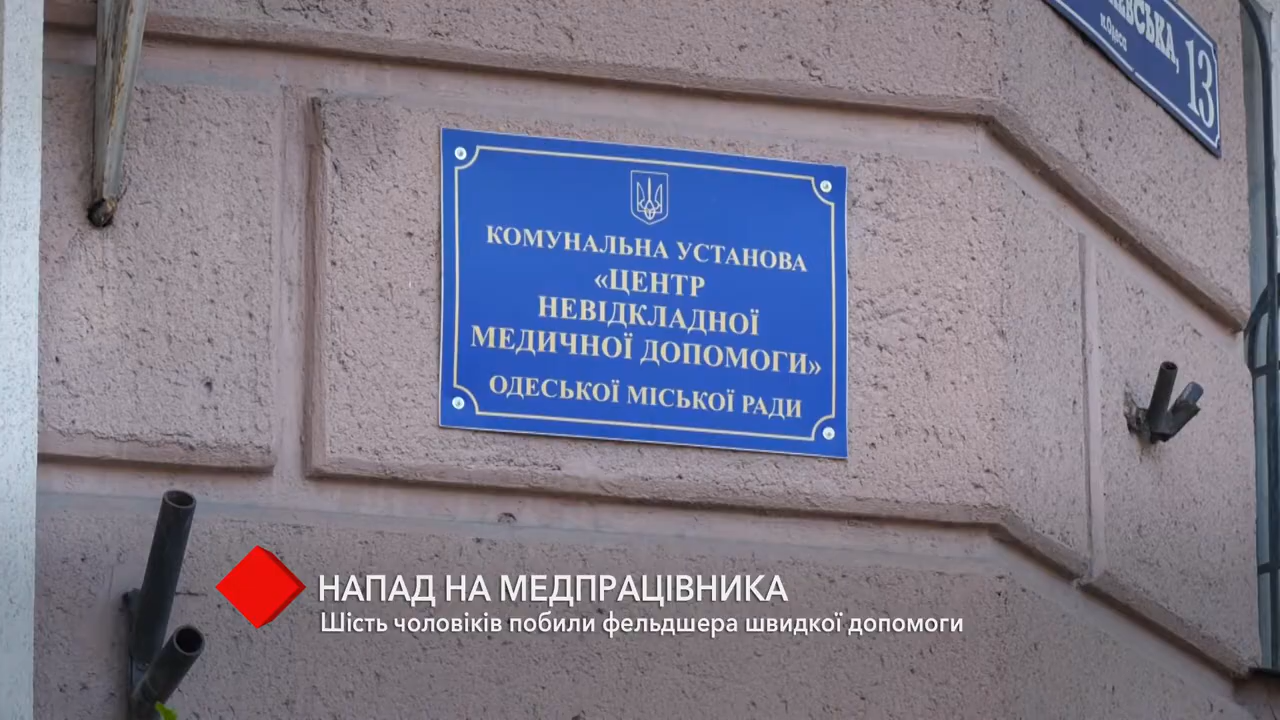 13
м.Одеса
КОМУНАЛЬНА УСТАНОВА
«ЦЕНТР
НЕВІДКЛАДНОЇ
МЕДИЧНОЇ ДОПОМОГИ»
ОДЕСЬКОЇ МІСЬКОЇ РАДИ
НАПАД НА МЕДПРАЦІВНИКА
Шість чоловіків побили фельдшера швидкої допомоги